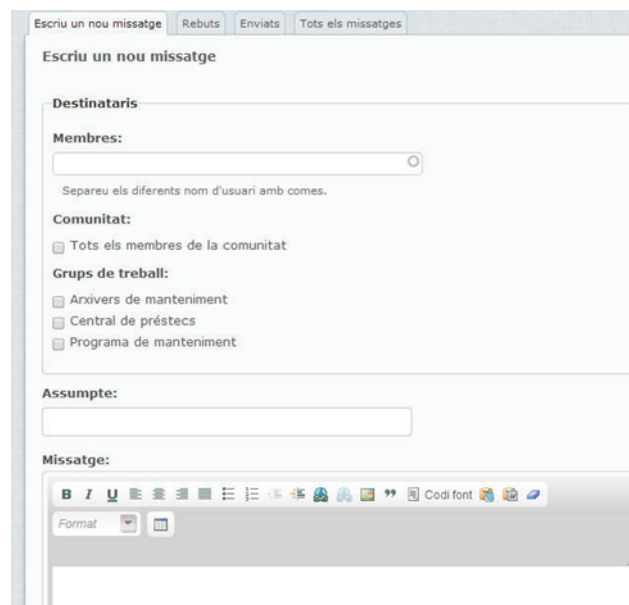 Escriu un nou missatge Rebuts Enviats Tots els missatges
Escriu un nou missatge
Destinataris
Membres:
Separeu els diferents nom d'usuari amb comes.
Comunitat:
Tots els membres de la comunitat
Grups de treball:
Arxivers de manteniment
Central de préstecs
Programa de manteniment
Assumpte:
Missatge:
B I U Codi font
Format